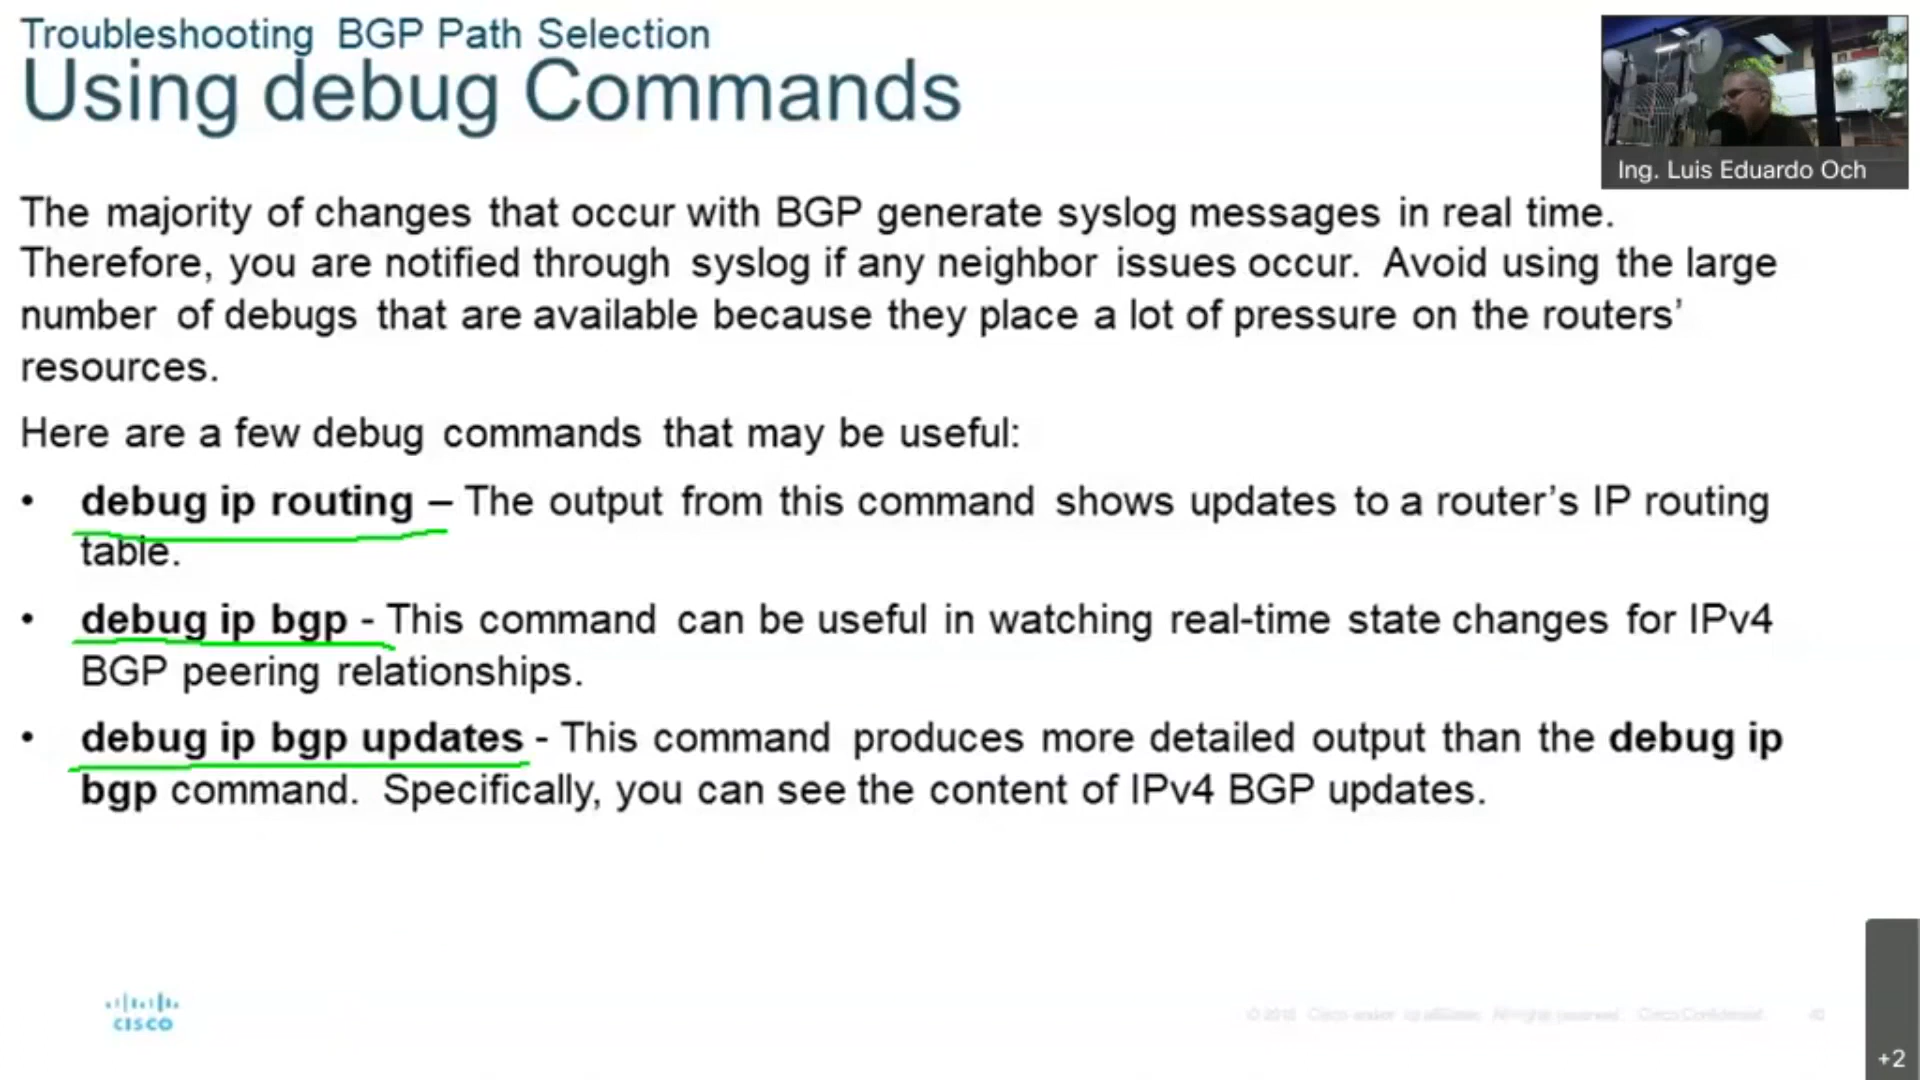 Troubleshooting BGP Path Selection
Using debug Commands
Ing. Luis Eduardo Och
The majority of changes that occur with BGP generate syslog messages in real time.
Therefore, you are notified through syslog if any neighbor issues occur. Avoid using the large
number of debugs that are available because they place a lot of pressure on the routers’
resources.
Here are a few debug commands that may be useful:
• debug ip routing – The output from this command shows updates to a router’s IP routing
table.
• debug ip bgp - This command can be useful in watching real-time state changes for IPv4
BGP peering relationships.
• debug ip bgp updates - This command produces more detailed output than the debug ip
bgp command. Specifically, you can see the content of IPv4 BGP updates.
CISCO
+2